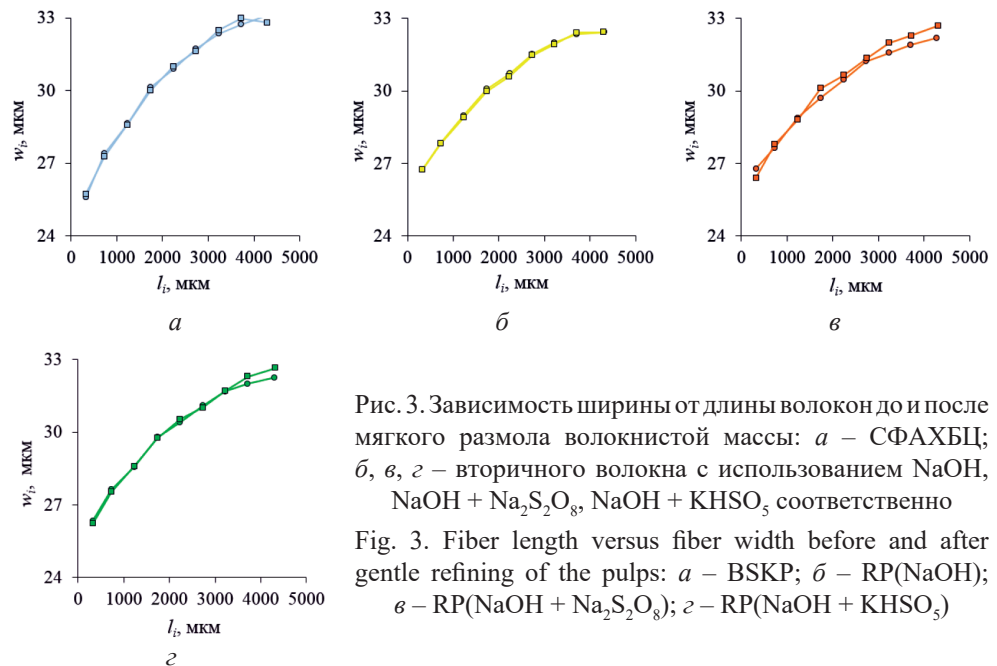 33
30
27
24
wᵢ, мкм
0 1000 2000 3000 4000 5000
lᵢ, мкм
а
33
30
27
24
wᵢ, мкм
0 1000 2000 3000 4000 5000
lᵢ, мкм
б
33
30
27
24
wᵢ, мкм
0 1000 2000 3000 4000 5000
lᵢ, мкм
в
33
30
27
24
wᵢ, мкм
0 1000 2000 3000 4000 5000
lᵢ, мкм
г
Рис. 3. Зависимость ширины от длины волокон до и после
мягкого размола волокнистой массы: а – СФАХБЦ;
б, в, г – вторичного волокна с использованием NaOH,
NaOH + Na₂S₂O₈, NaOH + KHSO₅ соответственно
Fig. 3. Fiber length versus fiber width before and after
gentle refining of the pulps: а – BSKP; б – RP(NaOH);
в – RP(NaOH + Na₂S₂O₈); г – RP(NaOH + KHSO₅)